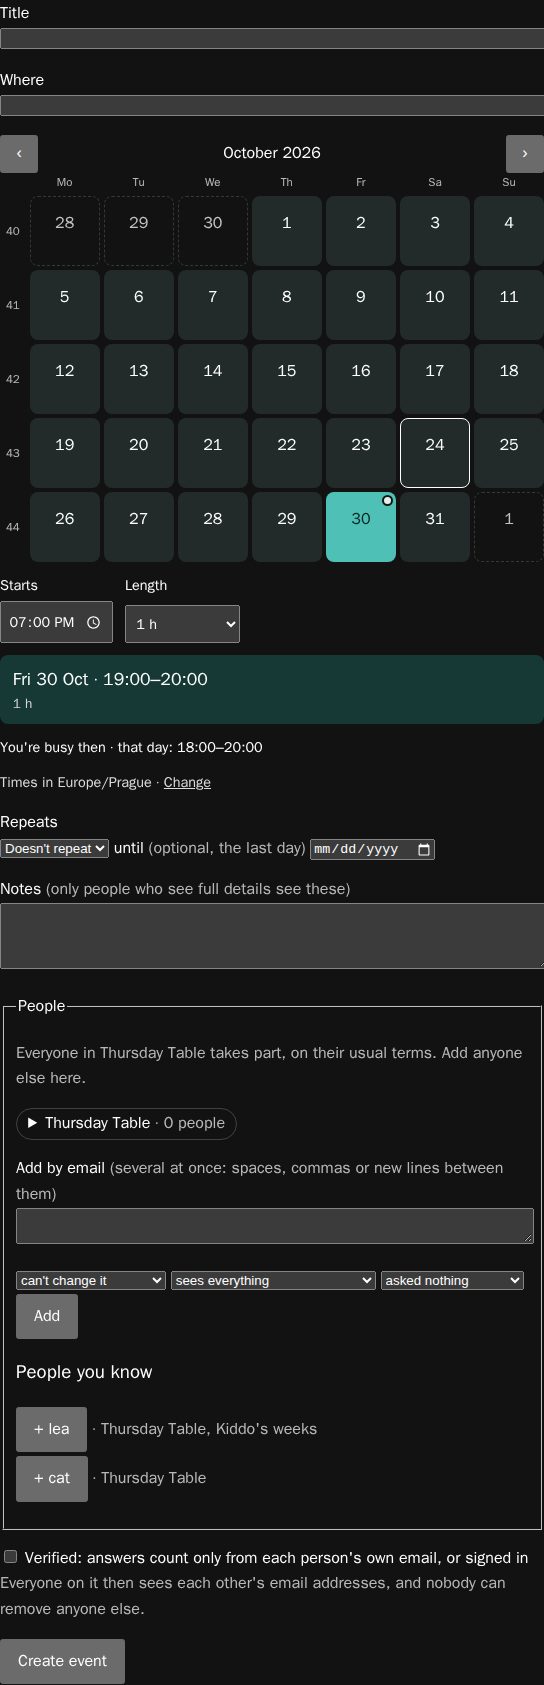 Title
Where
‹ October 2026 ›
Mo Tu We Th Fr Sa Su
40 28 29 30 1 2 3 4
41 5 6 7 8 9 10 11
42 12 13 14 15 16 17 18
43 19 20 21 22 23 24 25
44 26 27 28 29 30 31 1
Starts Length
07:00 PM 1 h
Fri 30 Oct · 19:00–20:00
1 h
You're busy then · that day: 18:00–20:00
Times in Europe/Prague · Change
Repeats
Doesn't repeat until (optional, the last day) mm/dd/yyyy
Notes (only people who see full details see these)
People
Everyone in Thursday Table takes part, on their usual terms. Add anyone
else here.
Thursday Table · 0 people
Add by email (several at once: spaces, commas or new lines between
them)
can't change it sees everything asked nothing
Add
People you know
+ lea · Thursday Table, Kiddo's weeks
+ cat · Thursday Table
Verified: answers count only from each person's own email, or signed in
Everyone on it then sees each other's email addresses, and nobody can
remove anyone else.
Create event